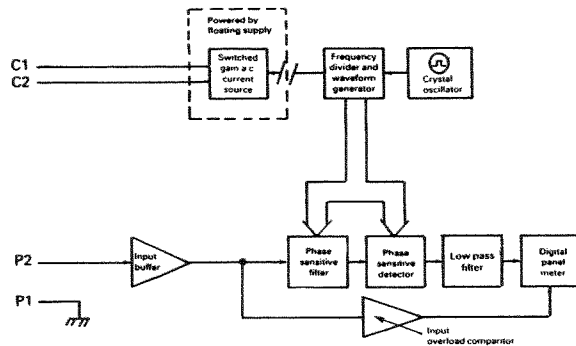 Powered by
floating supply
C1
C2
Switched
gain a c
current
source
Frequency
divider and
waveform
generator
Crystal
oscillator
P2
Input
buffer
Phase
sensitive
filter
Phase
sensitive
detector
Low pass
filter
Digital
panel
meter
P1
Input
overload comparitor